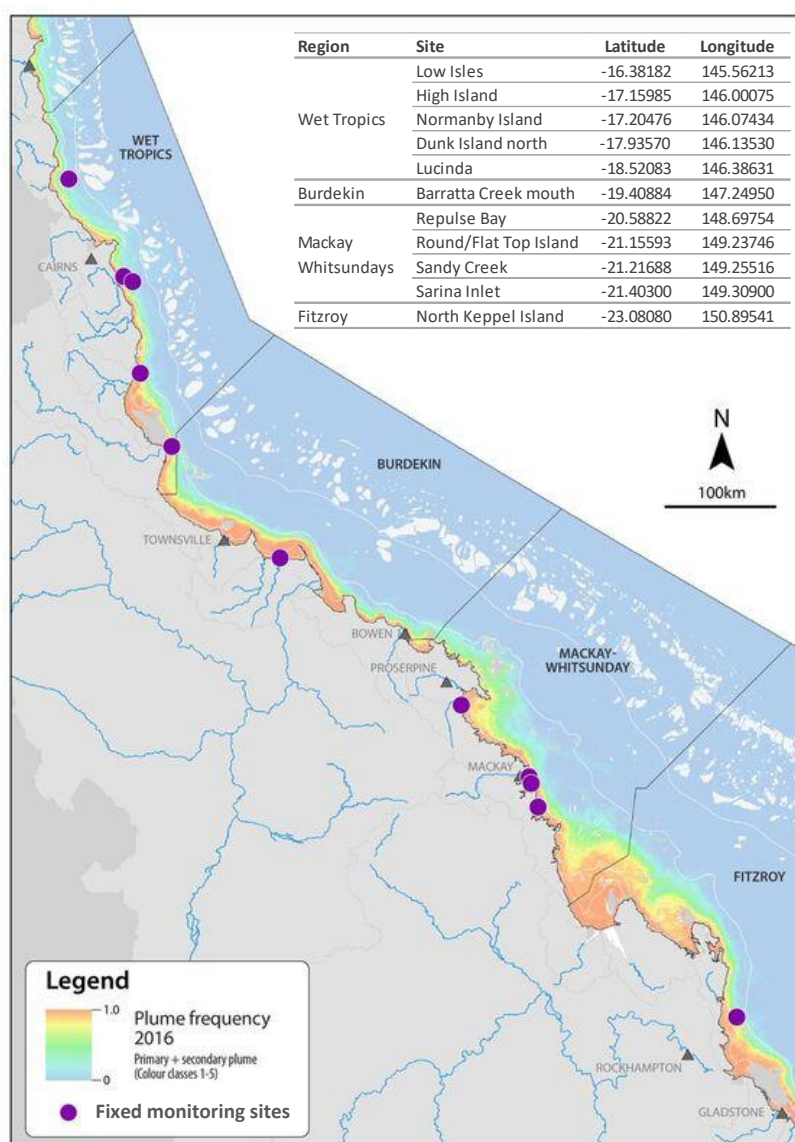 Region Site Latitude Longitude
Wet Tropics
Low Isles -16.38182 145.56213
High Island -17.15985 146.00075
Normanby Island -17.20476 146.07434
Dunk Island north -17.93570 146.13530
Lucinda -18.52083 146.38631
Burdekin Barratta Creek mouth -19.40884 147.24950
Mackay
Whitsundays
Repulse Bay -20.58822 148.69754
Round/Flat Top Island -21.15593 149.23746
Sandy Creek -21.21688 149.25516
Sarina Inlet -21.40300 149.30900
Fitzroy North Keppel Island -23.08080 150.89541
WET
TROPICS
CAIRNS
N
100km
BURDEKIN
TOWNSVILLE
BOWEN
PROSERPINE
MACKAY-
WHITSUNDAY
MACKAY
FITZROY
ROCKHAMPTON
GLADSTONE
Legend
1.0
0
Plume frequency
2016
Primary + secondary plume
(Colour classes 1-5)
Fixed monitoring sites